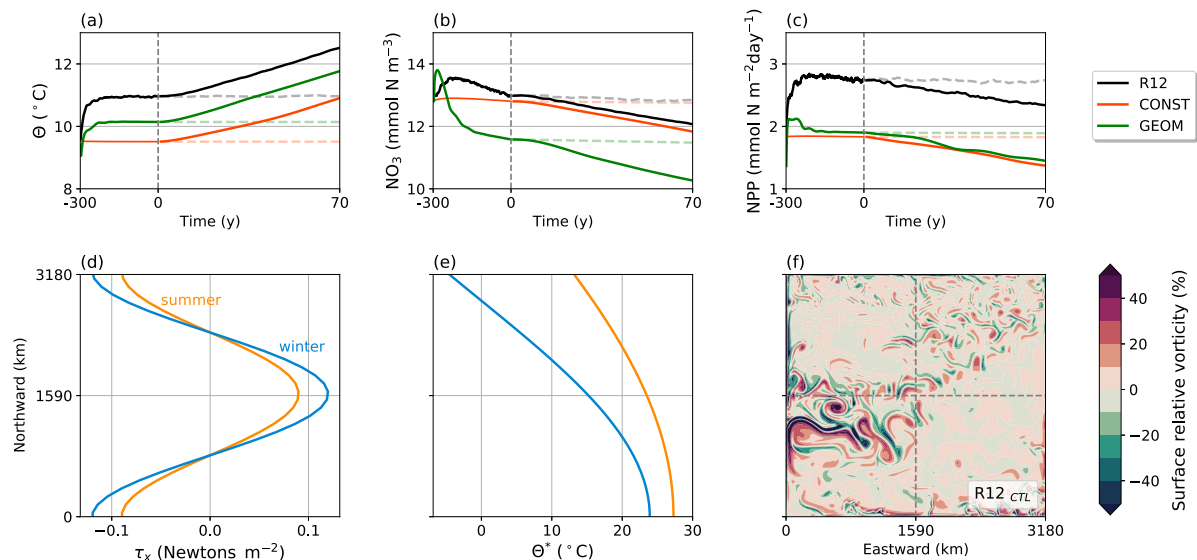 (a)
(b)
(c)
Θ (°C)
12
10
8
-300
0
70
Time (y)
NO₃ (mmol N m⁻³)
14
12
10
-300
0
70
Time (y)
NPP (mmol N m⁻²day⁻¹)
3
2
1
-300
0
70
Time (y)
R12
CONST
GEOM
(d)
(e)
(f)
Northward (km)
3180
1590
0
summer
winter
−0.1
0.0
0.1
τₓ (Newtons m⁻²)
0
10
20
30
Θ* (°C)
R12 CTL
0
1590
3180
Eastward (km)
40
20
0
−20
−40
Surface relative vorticity (%)